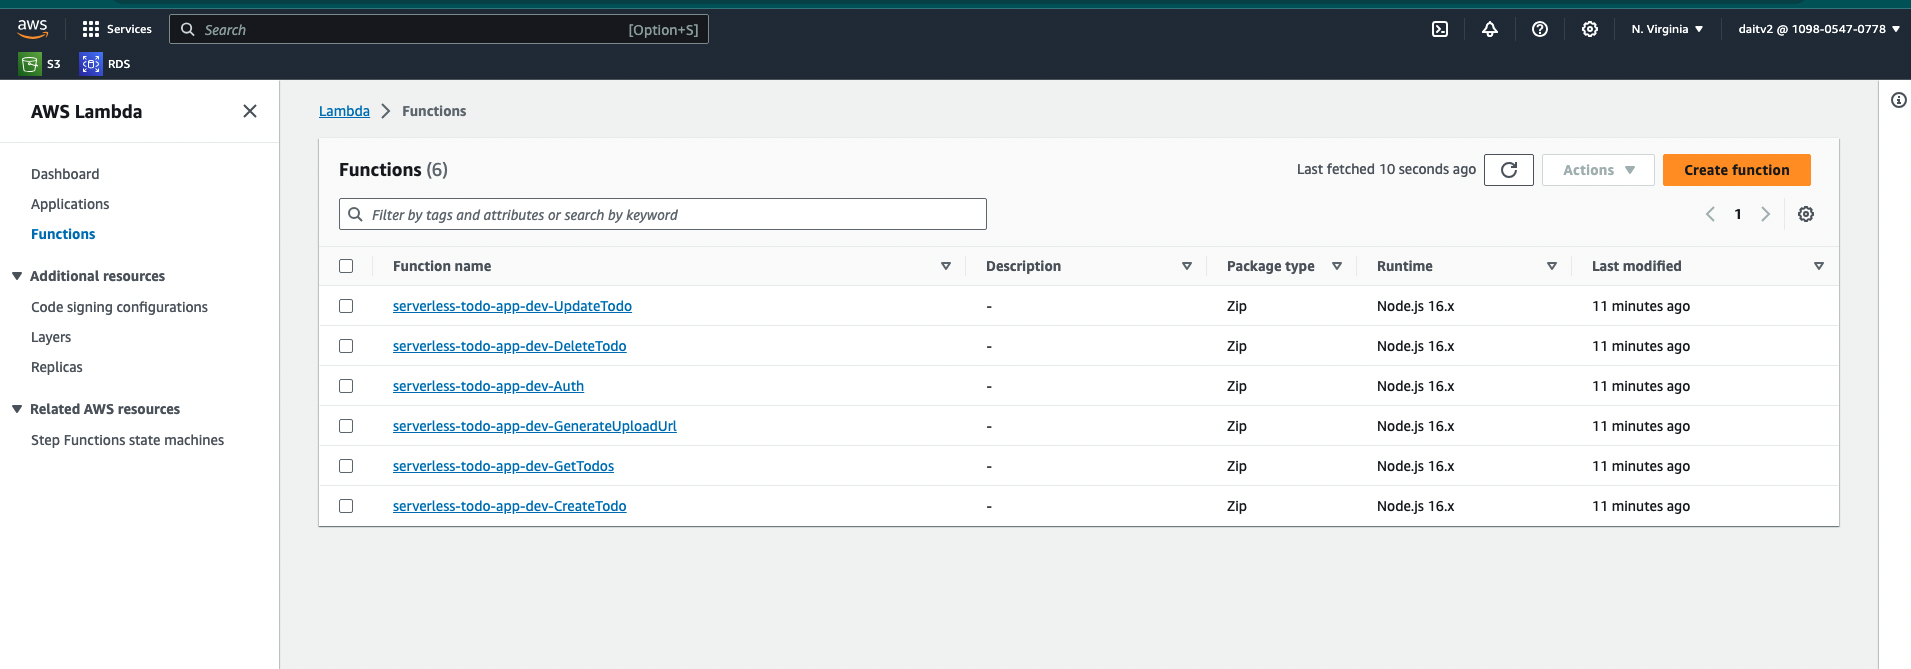 aws Services Search [Option+S] N. Virginia daitv2 @ 1098-0547-0778
S3 RDS
AWS Lambda
Dashboard
Applications
Functions
Additional resources
Code signing configurations
Layers
Replicas
Related AWS resources
Step Functions state machines
Lambda Functions
Functions (6) Last fetched 10 seconds ago Actions Create function
Filter by tags and attributes or search by keyword 1
Function name Description Package type Runtime Last modified
serverless-todo-app-dev-UpdateTodo - Zip Node.js 16.x 11 minutes ago
serverless-todo-app-dev-DeleteTodo - Zip Node.js 16.x 11 minutes ago
serverless-todo-app-dev-Auth - Zip Node.js 16.x 11 minutes ago
serverless-todo-app-dev-GenerateUploadUrl - Zip Node.js 16.x 11 minutes ago
serverless-todo-app-dev-GetTodos - Zip Node.js 16.x 11 minutes ago
serverless-todo-app-dev-CreateTodo - Zip Node.js 16.x 11 minutes ago